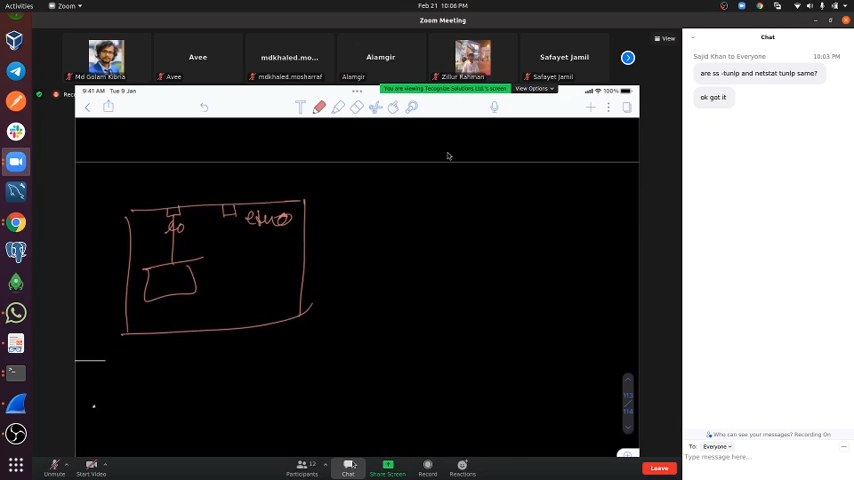 Activities
Zoom
Feb 21 10:06 PM
Zoom Meeting
View
Md Golam Kibria
Avee
Avee
mdkhaled.mo...
mdkhaled.mosharraf
Alamgir
Alamgir
Zillur Rahman
Safayet Jamil
Safayet Jamil
Rec
You are viewing Tecognize Solutions Ltd.'s screen
View Options
9:41 AM Tue 9 Jan
100%
T
lo
113
/
114
Unmute
Start Video
Participants
12
Chat
Share Screen
Record
Reactions
Leave
Chat
Sajid Khan to Everyone
10:03 PM
are ss -tunlp and netstat tunlp same?
ok got it
Who can see your messages? Recording On
To:
Everyone
Type message here...